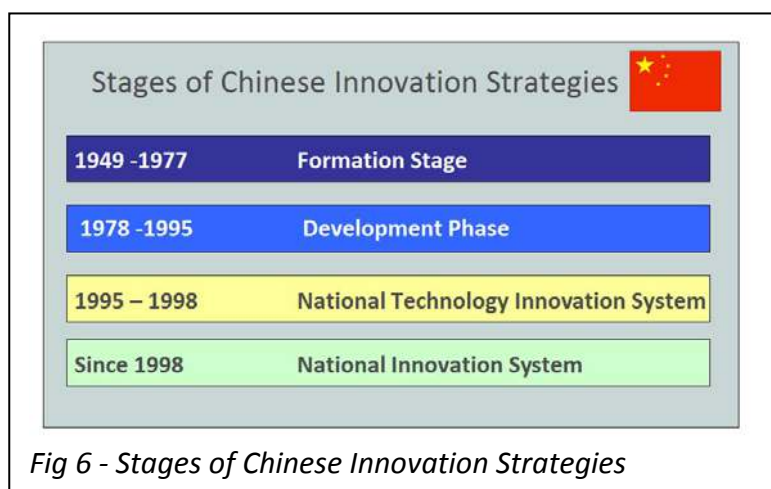 Stages of Chinese Innovation Strategies
1949 -1977 Formation Stage
1978 -1995 Development Phase
1995 – 1998 National Technology Innovation System
Since 1998 National Innovation System
Fig 6 - Stages of Chinese Innovation Strategies